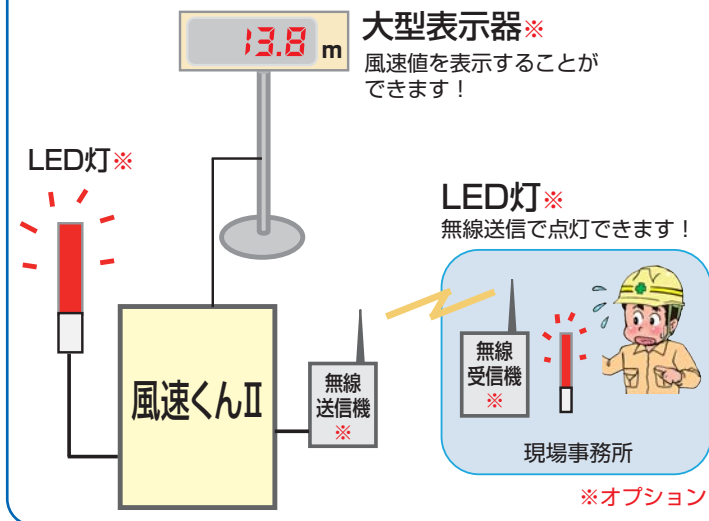 13.8 m
大型表示器※
風速値を表示することが
できます！
LED灯※
LED灯※
無線送信で点灯できます！
風速くんⅡ
無線
送信機
※
無線
受信機
※
現場事務所
※オプション